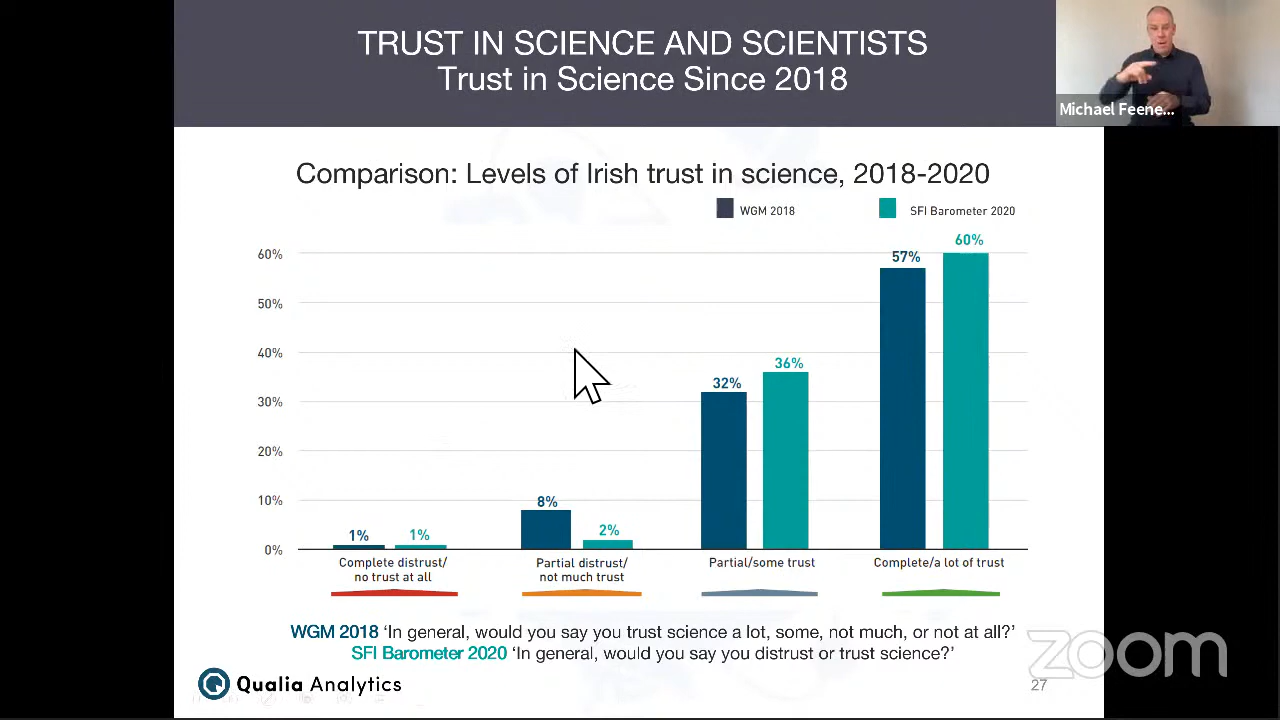 TRUST IN SCIENCE AND SCIENTISTS
Trust in Science Since 2018
Michael Feene...
Comparison: Levels of Irish trust in science, 2018-2020
WGM 2018
SFI Barometer 2020
60%
50%
40%
30%
20%
10%
0%
1%
1%
8%
2%
32%
36%
57%
60%
Complete distrust/
no trust at all
Partial distrust/
not much trust
Partial/some trust
Complete/a lot of trust
WGM 2018 ‘In general, would you say you trust science a lot, some, not much, or not at all?’
SFI Barometer 2020 ‘In general, would you say you distrust or trust science?’
Qualia Analytics
27
zoom